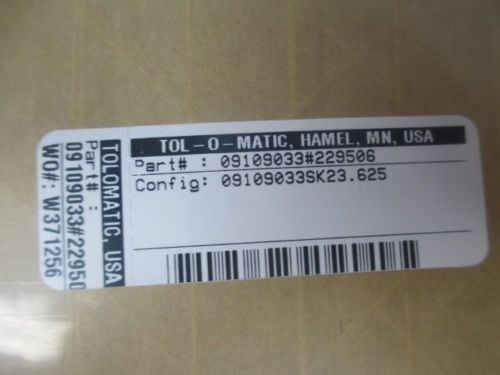 TOL-O-MATIC, HAMEL, MN, USA
Part# : 09109033#229506
Config: 09109033SK23.625
TOLOMATIC, USA
Part# :
09109033#22950
WO#: W371256